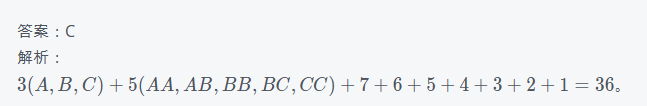 答案：C
解析：
3(A, B, C) + 5(AA, AB, BB, BC, CC) + 7 + 6 + 5 + 4 + 3 + 2 + 1 = 36。